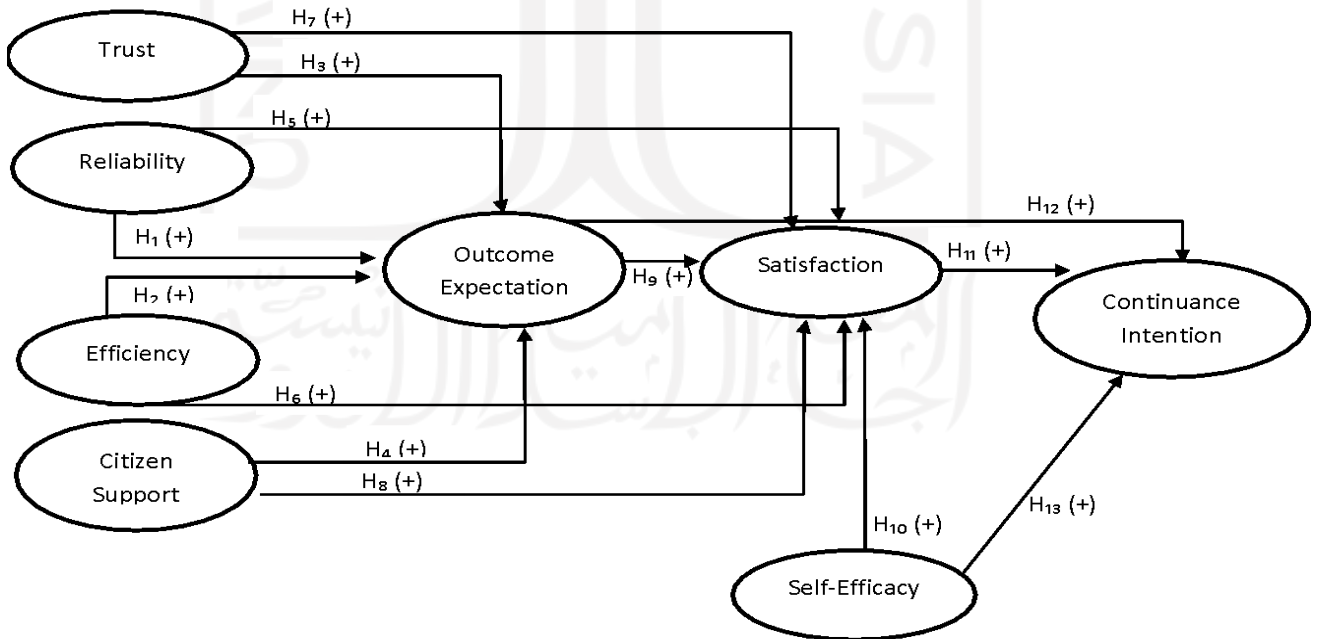 H₇ (+)
Trust
H₃ (+)
H₅ (+)
Reliability
H₁ (+)
H₂ (+)
Efficiency
H₆ (+)
Citizen
Support
H₄ (+)
H₈ (+)
Outcome
Expectation
H₉ (+)
Satisfaction
H₁₂ (+)
H₁₁ (+)
Continuance
Intention
H₁₀ (+)
H₁₃ (+)
Self-Efficacy